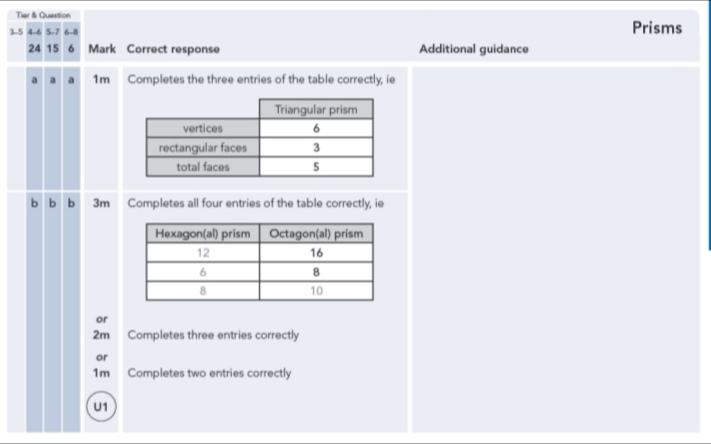 Tier & Question
3-5 4-6 5-7 6-8
24 15 6 Mark Correct response Additional guidance
Prisms
a a a 1m Completes the three entries of the table correctly, ie
Triangular prism
vertices 6
rectangular faces 3
total faces 5
b b b 3m Completes all four entries of the table correctly, ie
Hexagon(al) prism Octagon(al) prism
12 16
6 8
8 10
or
2m Completes three entries correctly
or
1m Completes two entries correctly
U1